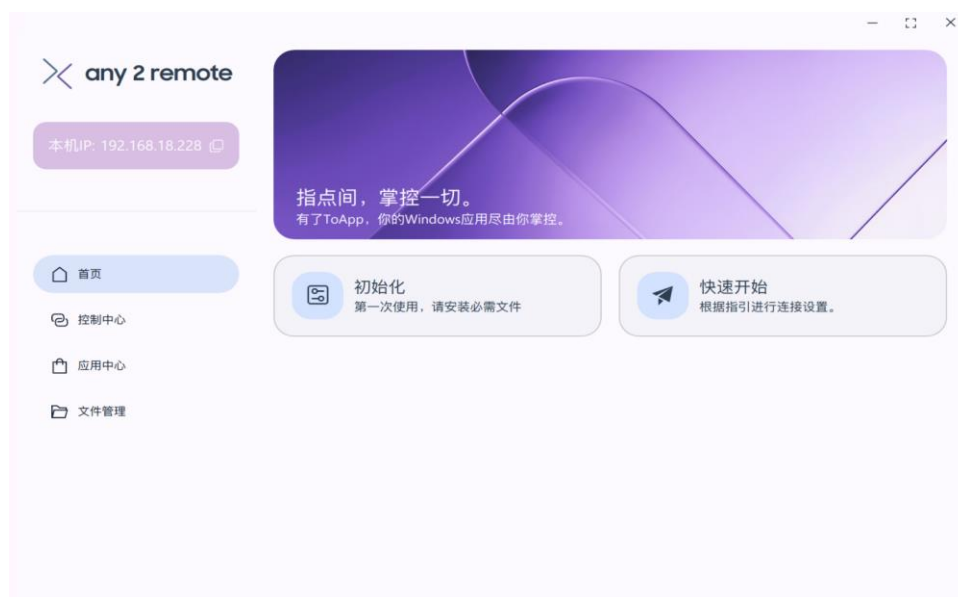 any 2 remote
本机IP: 192.168.18.228
首页
控制中心
应用中心
文件管理
指点间，掌控一切。
有了ToApp，你的Windows应用尽由你掌控。
初始化
第一次使用，请安装必需文件
快速开始
根据指引进行连接设置。